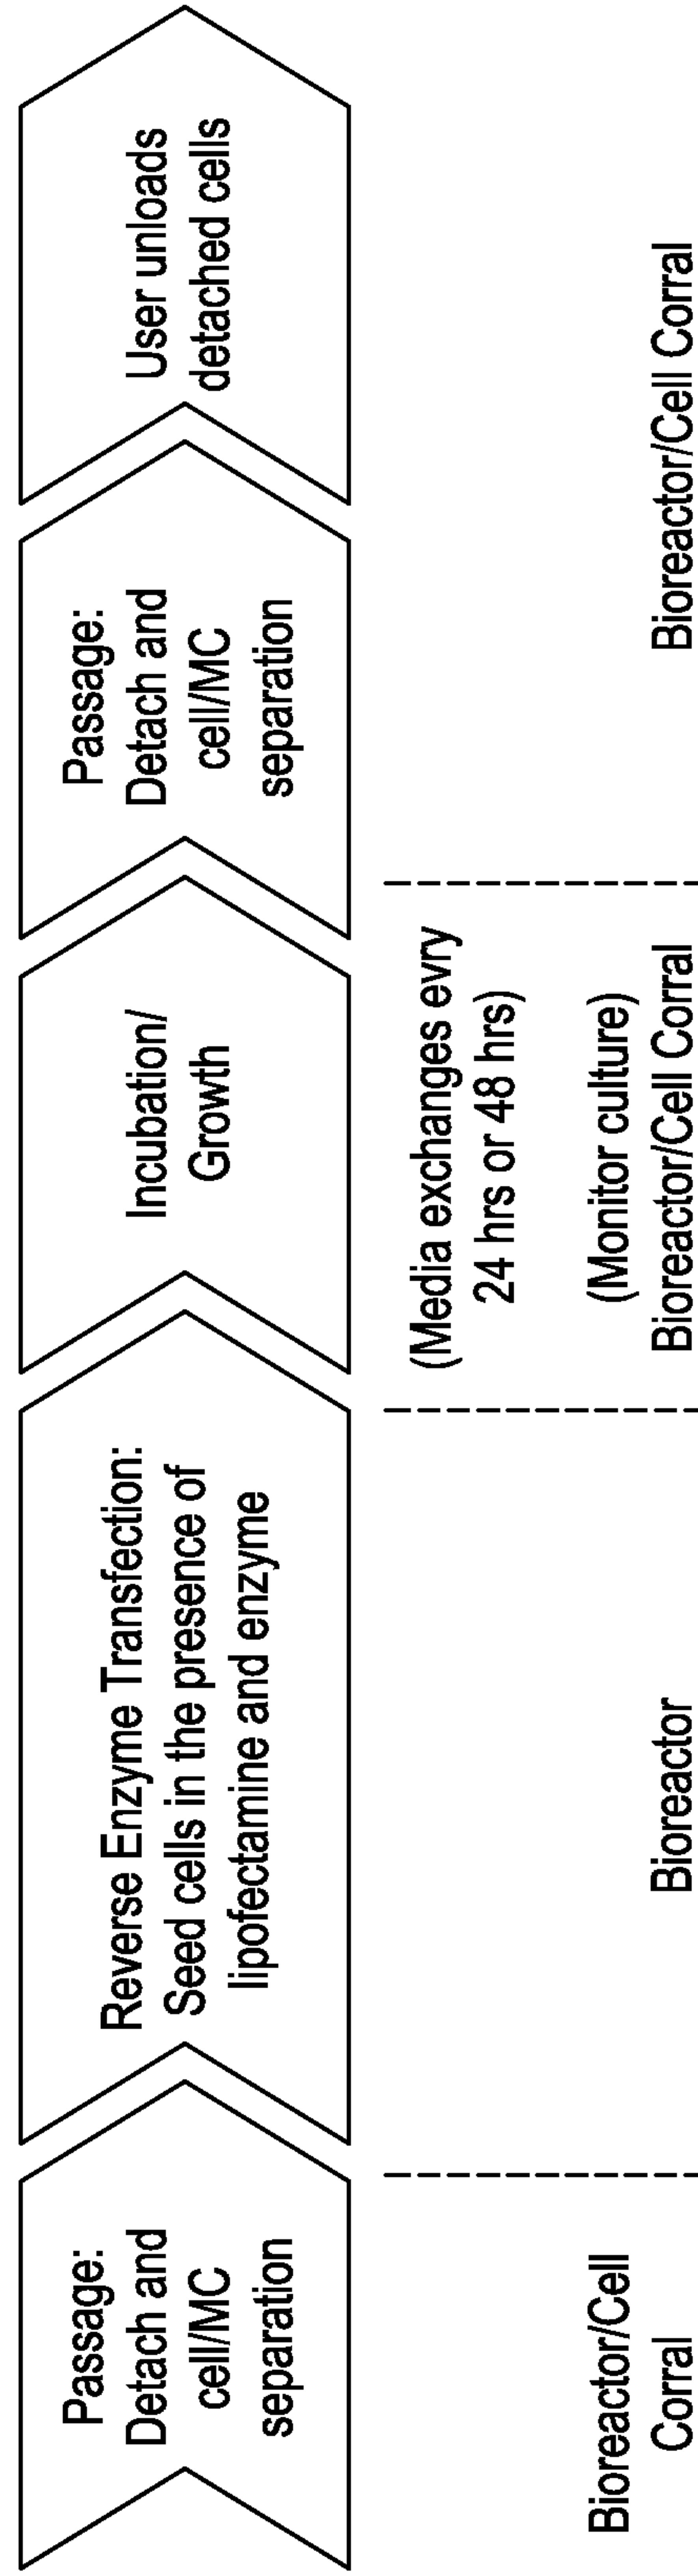 Passage:
Detach and
cell/MC
separation
Reverse Enzyme Transfection:
Seed cells in the presence of
lipofectamine and enzyme
Incubation/
Growth
Passage:
Detach and
cell/MC
separation
User unloads
detached cells
Bioreactor/Cell
Corral
Bioreactor
(Media exchanges evry
24 hrs or 48 hrs)
(Monitor culture)
Bioreactor/Cell Corral
Bioreactor/Cell Corral